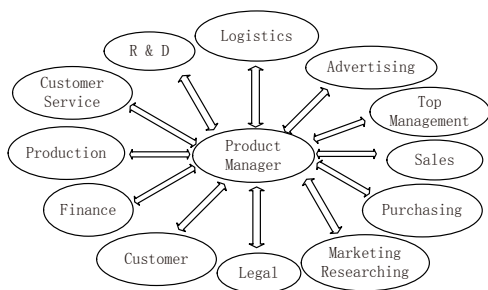 Logistics
R & D
Advertising
Customer
Service
Top
Management
Product
Manager
Production
Sales
Finance
Purchasing
Customer
Legal
Marketing
Researching